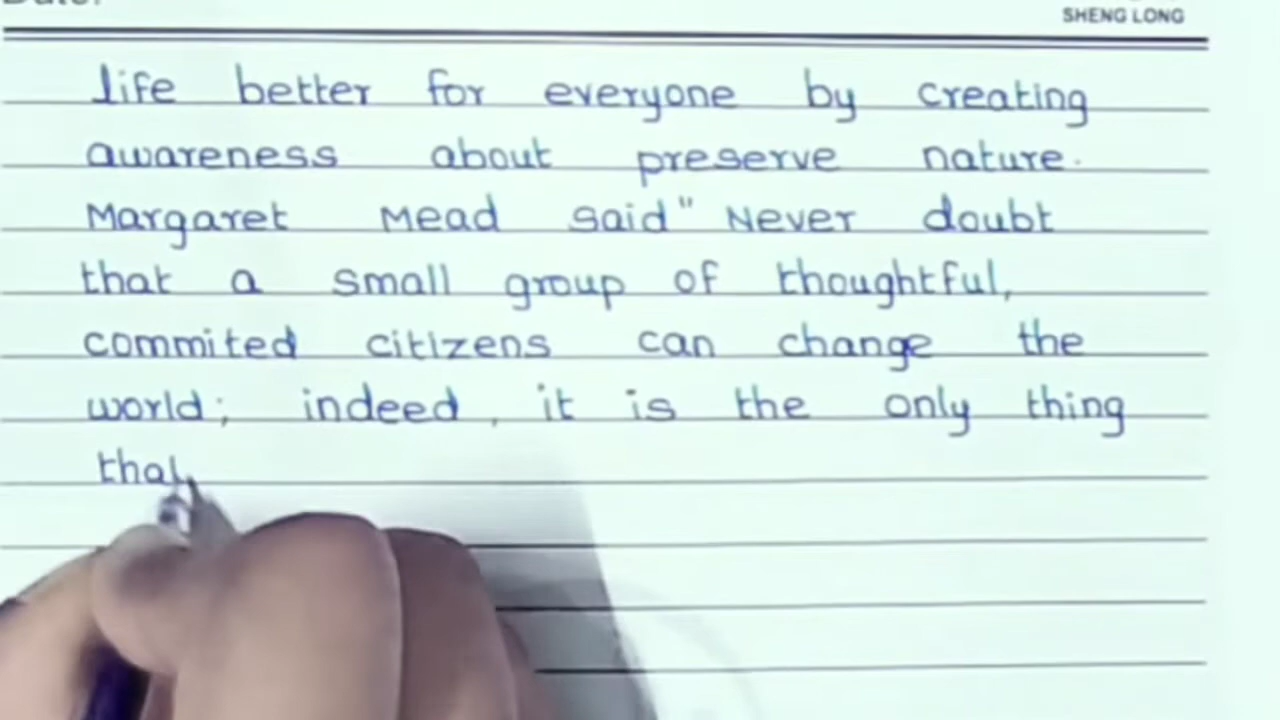 SHENG LONG
life better for everyone by creating
awareness about preserve nature.
Margaret Mead said" Never doubt
that a small group of thoughtful,
commited citizens can change the
world; indeed, it is the only thing
that